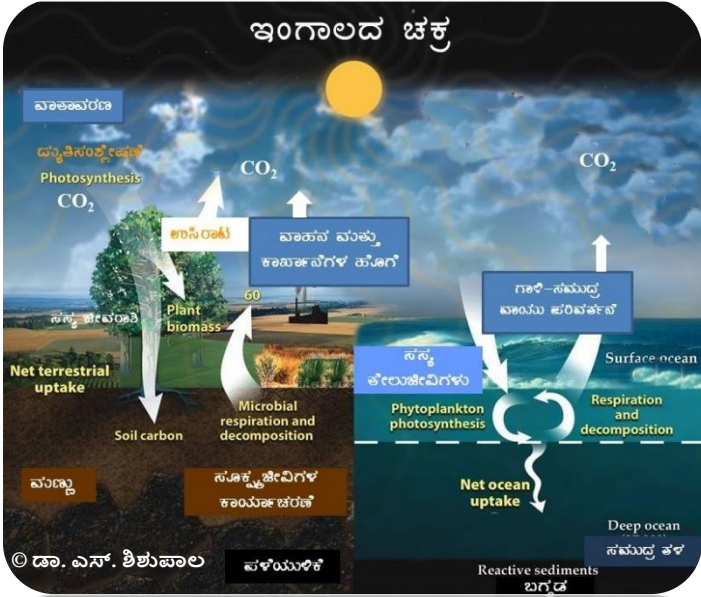 ಇಂಗಾಲದ ಚಕ್ರ
ವಾತಾವರಣ
ದ್ಯುತಿಸಂಶ್ಲೇಷಣೆ
Photosynthesis
CO₂
CO₂
CO₂
ಉಸಿರಾಟ
ವಾಹನ ಮತ್ತು
ಕಾರ್ಖಾನೆಗಳ ಹೊಗೆ
60
ಗಾಳಿ-ಸಮುದ್ರ
ವಾಯು ಪರಿವರ್ತನೆ
ಸಸ್ಯ ಜೀವರಾಶಿ
Plant
biomass
Net terrestrial
uptake
ಸಸ್ಯ
ತೇಲುಜೀವಿಗಳು
Surface ocean
Phytoplankton
photosynthesis
Respiration
and
decomposition
Microbial
respiration and
decomposition
Soil carbon
ಮಣ್ಣು
ಸೂಕ್ಷ್ಮಜೀವಿಗಳ
ಕಾರ್ಯಾಚರಣೆ
Net ocean
uptake
Deep ocean
ಸಮುದ್ರ ತಳ
© ಡಾ. ಎಸ್. ಶಿಶುಪಾಲ
ಪಳೆಯುಳಿಕೆ
Reactive sediments
ಬಗ್ಗಡ